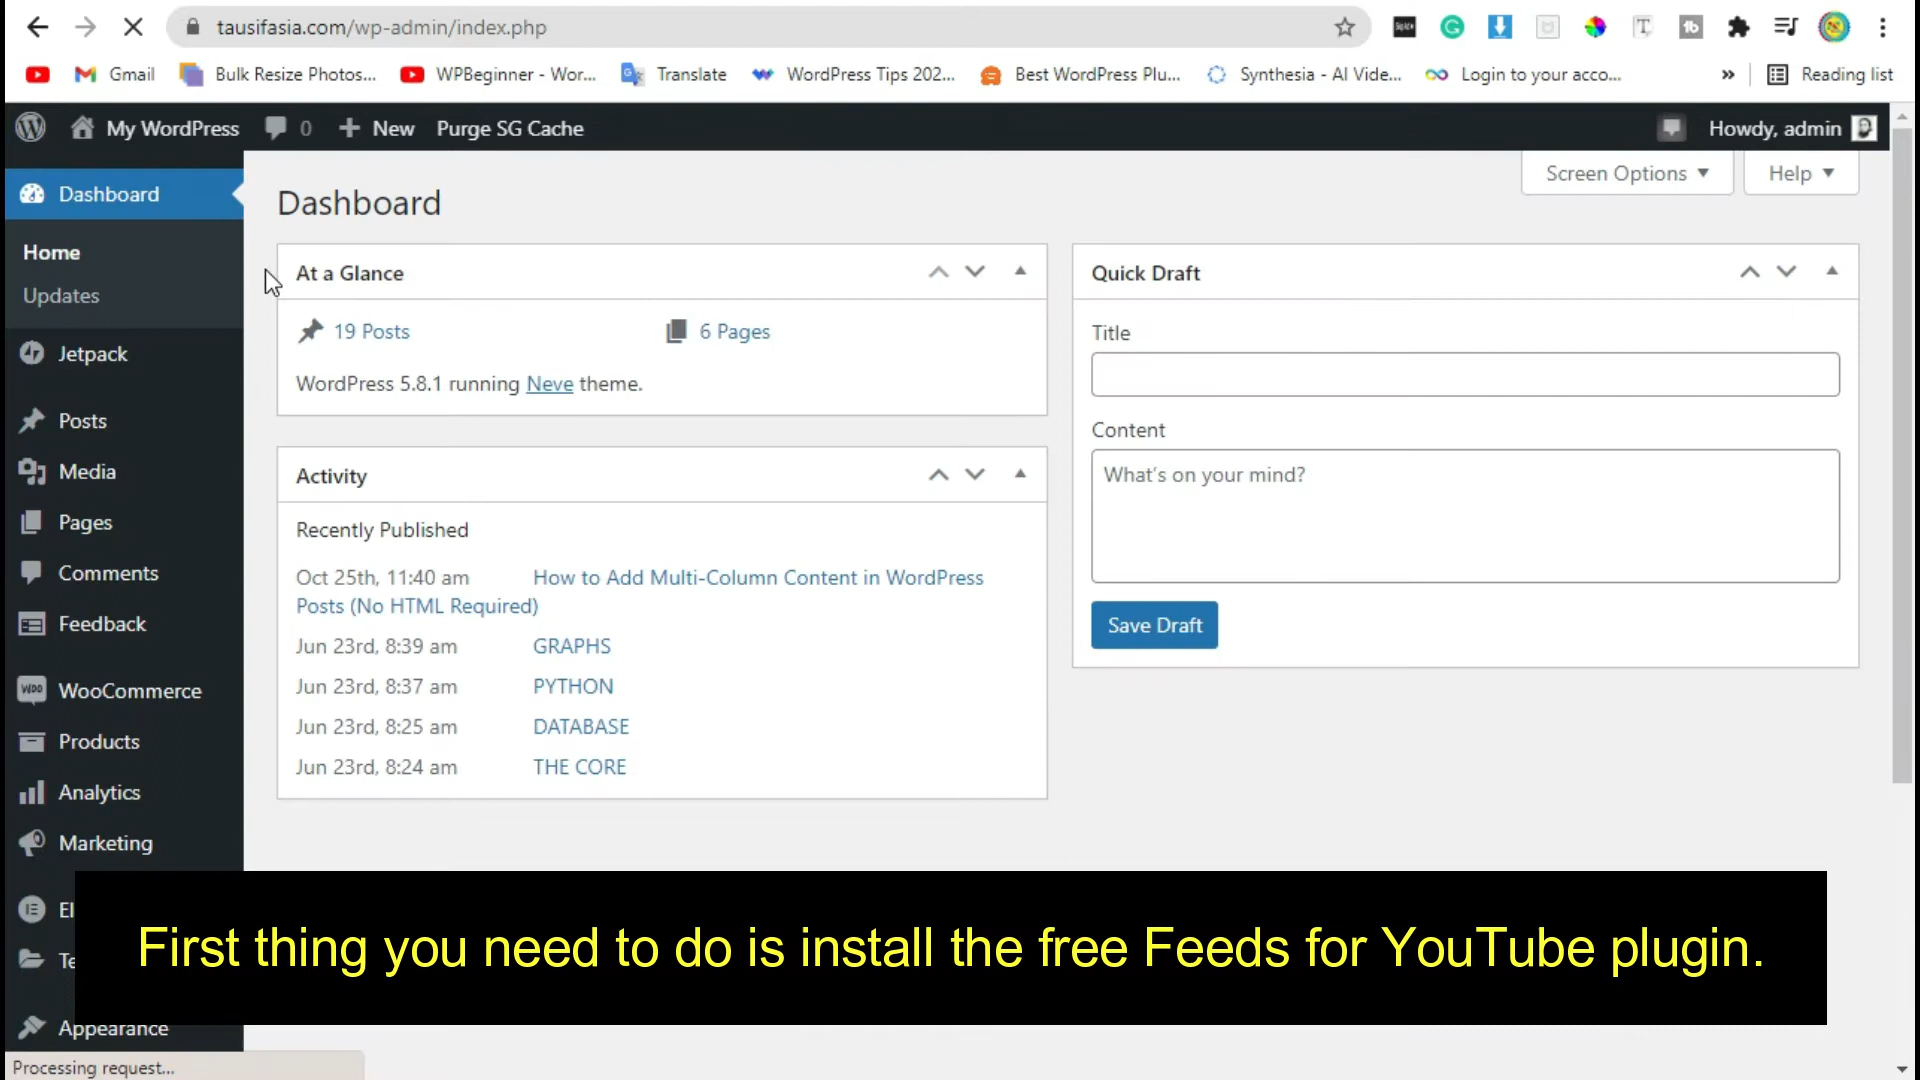 tausifasia.com/wp-admin/index.php
Gmail
Bulk Resize Photos...
WPBeginner - Wor...
Translate
WordPress Tips 202...
Best WordPress Plu...
Synthesia - AI Vide...
Login to your acco...
»
Reading list
My WordPress
0
New
Purge SG Cache
Howdy, admin
Dashboard
Home
Updates
Jetpack
Posts
Media
Pages
Comments
Feedback
WooCommerce
Products
Analytics
Marketing
El
Te
Appearance
Screen Options
Help
Dashboard
At a Glance
19 Posts
6 Pages
WordPress 5.8.1 running Neve theme.
Activity
Recently Published
Oct 25th, 11:40 am How to Add Multi-Column Content in WordPress
Posts (No HTML Required)
Jun 23rd, 8:39 am GRAPHS
Jun 23rd, 8:37 am PYTHON
Jun 23rd, 8:25 am DATABASE
Jun 23rd, 8:24 am THE CORE
Quick Draft
Title
Content
What's on your mind?
Save Draft
First thing you need to do is install the free Feeds for YouTube plugin.
Processing request...